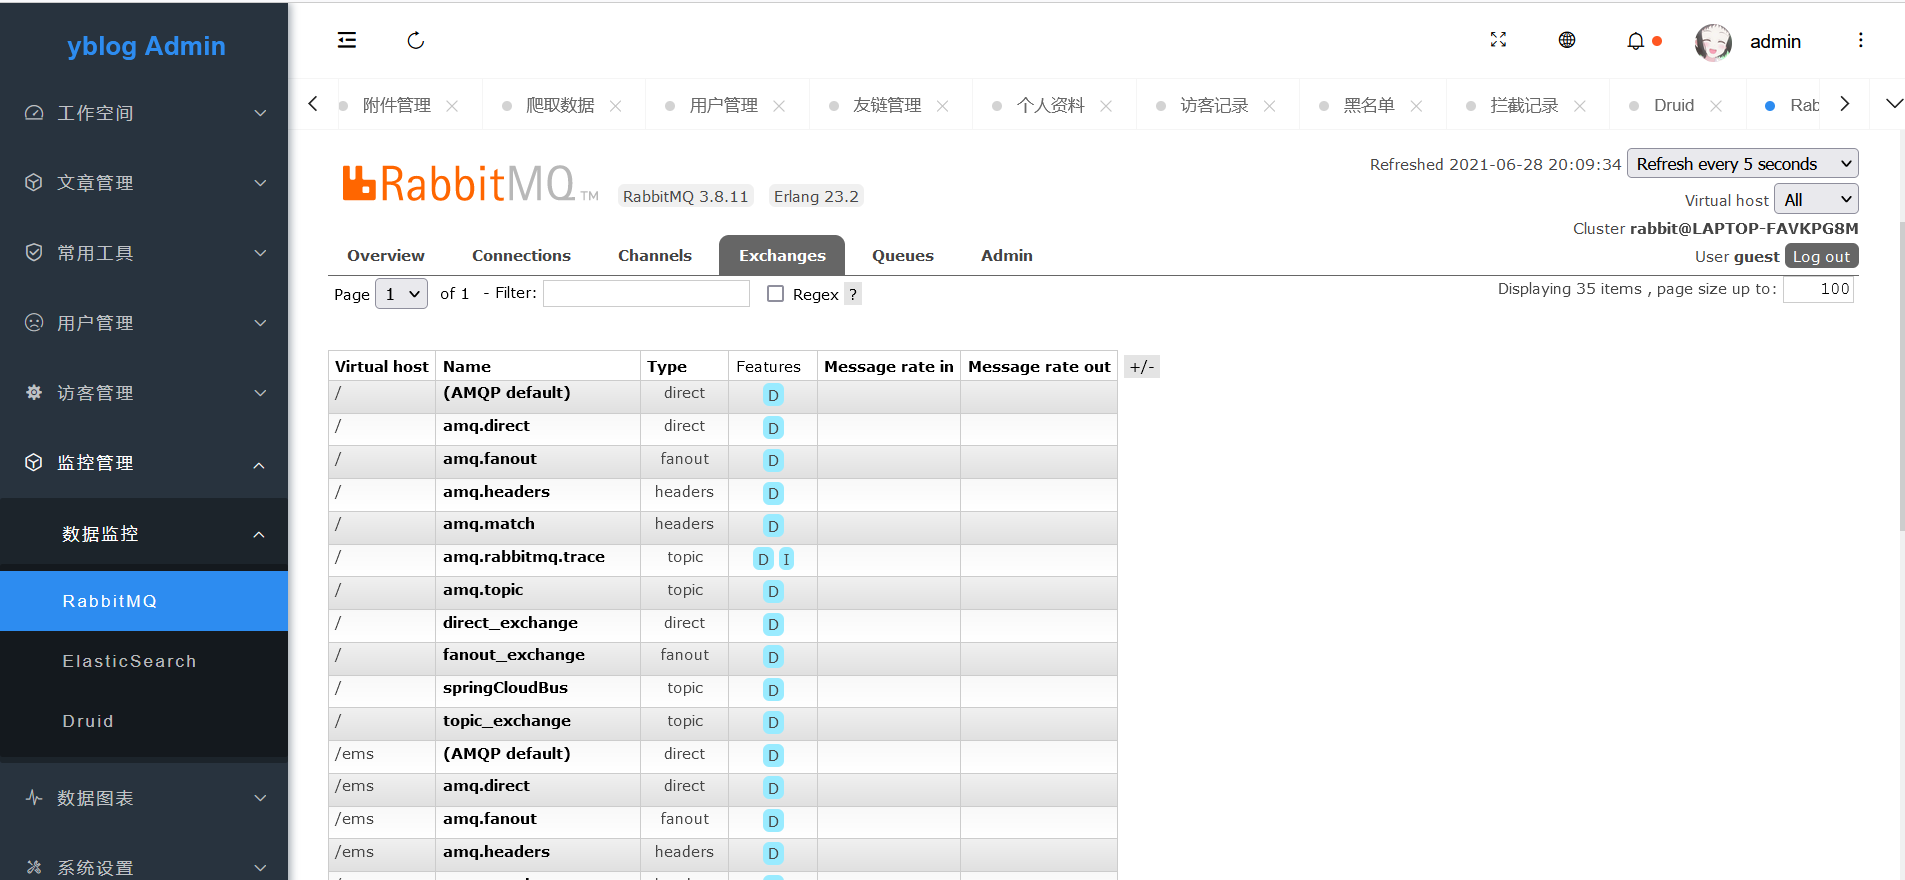 yblog Admin
工作空间
文章管理
常用工具
用户管理
访客管理
监控管理
数据监控
RabbitMQ
ElasticSearch
Druid
数据图表
系统设置
admin
附件管理 爬取数据 用户管理 友链管理 个人资料 访客记录 黑名单 拦截记录 Druid Rab
RabbitMQ TM RabbitMQ 3.8.11 Erlang 23.2
Refreshed 2021-06-28 20:09:34 Refresh every 5 seconds
Virtual host All
Cluster rabbit@LAPTOP-FAVKPG8M
User guest Log out
Overview Connections Channels Exchanges Queues Admin
Page 1 of 1 - Filter: Regex ?
Displaying 35 items , page size up to: 100
Virtual host Name Type Features Message rate in Message rate out +/-
/ (AMQP default) direct D
/ amq.direct direct D
/ amq.fanout fanout D
/ amq.headers headers D
/ amq.match headers D
/ amq.rabbitmq.trace topic D I
/ amq.topic topic D
/ direct_exchange direct D
/ fanout_exchange fanout D
/ springCloudBus topic D
/ topic_exchange topic D
/ems (AMQP default) direct D
/ems amq.direct direct D
/ems amq.fanout fanout D
/ems amq.headers headers D